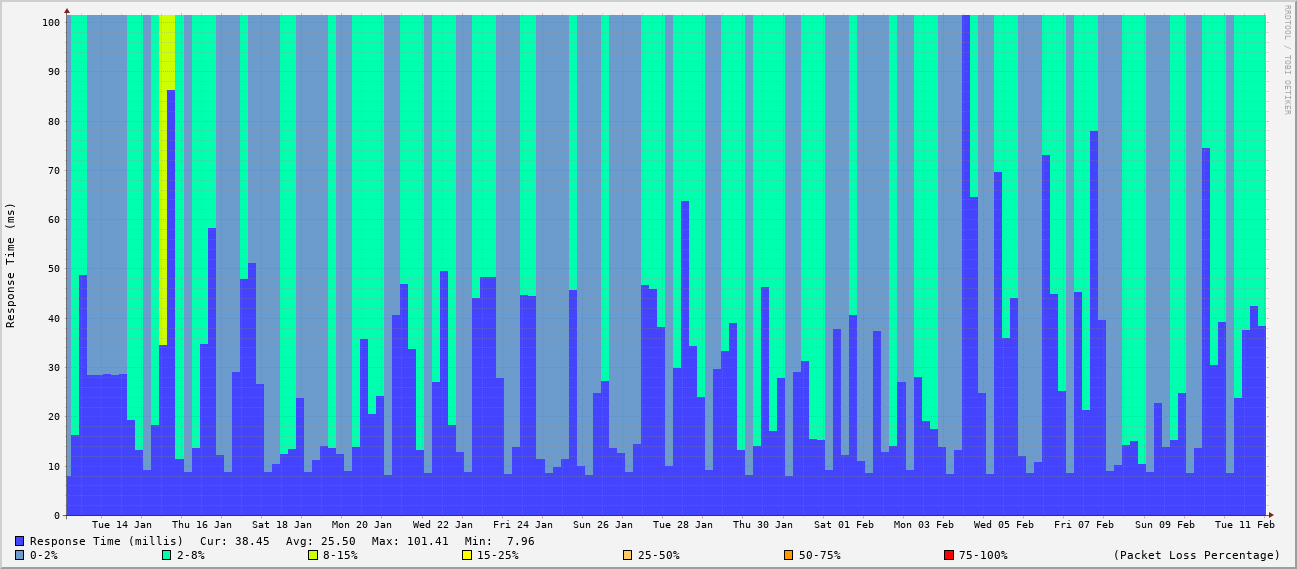 RRDTOOL / TOBI OETIKER
Response Time (ms)
100
90
80
70
60
50
40
30
20
10
0
Tue 14 Jan Thu 16 Jan Sat 18 Jan Mon 20 Jan Wed 22 Jan Fri 24 Jan Sun 26 Jan Tue 28 Jan Thu 30 Jan Sat 01 Feb Mon 03 Feb Wed 05 Feb Fri 07 Feb Sun 09 Feb Tue 11 Feb
Response Time (millis) Cur: 38.45 Avg: 25.50 Max: 101.41 Min: 7.96
0-2% 2-8% 8-15% 15-25% 25-50% 50-75% 75-100% (Packet Loss Percentage)